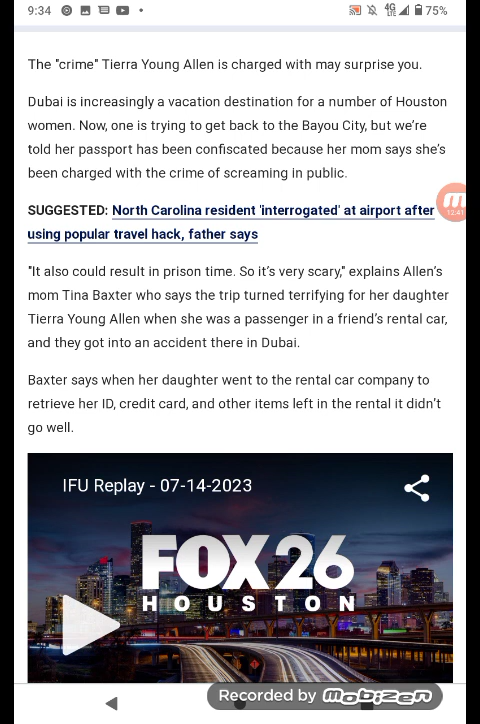 9:34
4G
LTE
75%
The "crime" Tierra Young Allen is charged with may surprise you.
Dubai is increasingly a vacation destination for a number of Houston
women. Now, one is trying to get back to the Bayou City, but we’re
told her passport has been confiscated because her mom says she’s
been charged with the crime of screaming in public.
SUGGESTED: North Carolina resident 'interrogated' at airport after
using popular travel hack, father says
12:41
"It also could result in prison time. So it’s very scary," explains Allen’s
mom Tina Baxter who says the trip turned terrifying for her daughter
Tierra Young Allen when she was a passenger in a friend’s rental car,
and they got into an accident there in Dubai.
Baxter says when her daughter went to the rental car company to
retrieve her ID, credit card, and other items left in the rental it didn’t
go well.
IFU Replay - 07-14-2023
FOX 26
HOUSTON
Recorded by mobizen